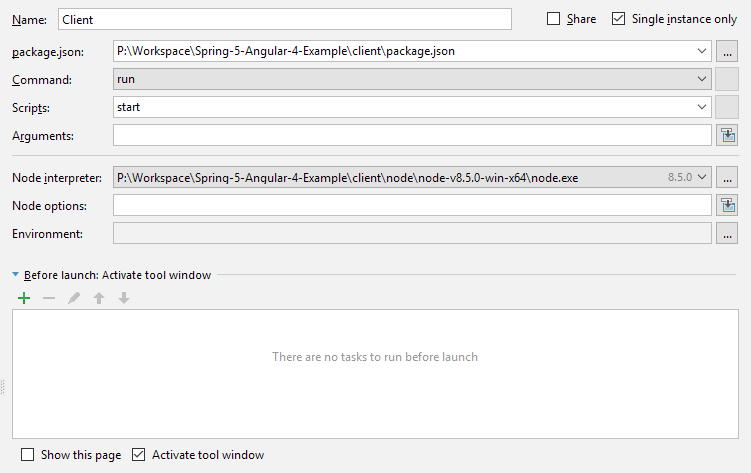 Name: Client Share Single instance only
package.json: P:\Workspace\Spring-5-Angular-4-Example\client\package.json ...
Command: run
Scripts: start
Arguments:
Node interpreter: P:\Workspace\Spring-5-Angular-4-Example\client\node\node-v8.5.0-win-x64\node.exe 8.5.0 ...
Node options:
Environment: ...
Before launch: Activate tool window
There are no tasks to run before launch
Show this page Activate tool window